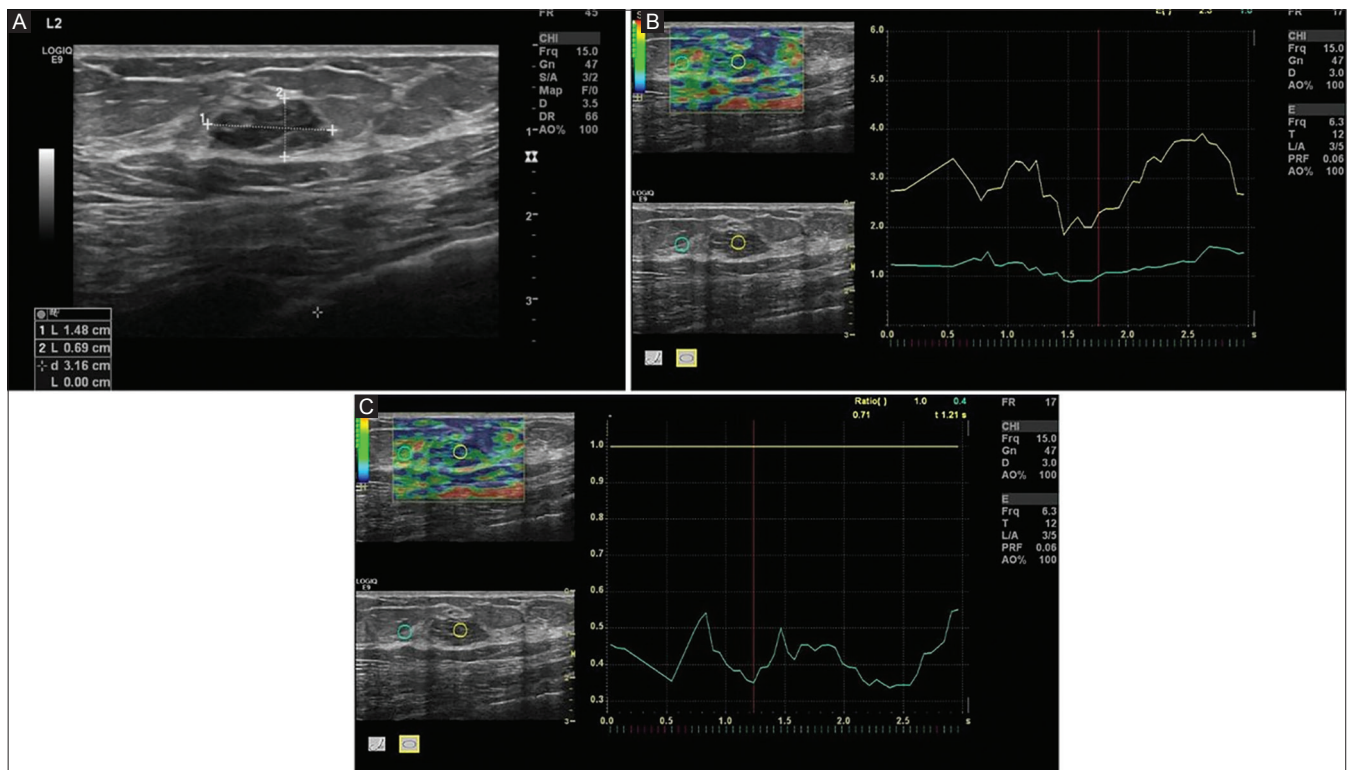 A
L2
LOGIQ
E9
FR 45
CHI
Frq 15.0
Gn 47
S/A 3/2
Map F/0
D 3.5
DR 66
AO% 100
1
2
1
2
3
1 L 1.48 cm
2 L 0.69 cm
d 3.16 cm
L 0.00 cm
B
E( ) 2.3 1.0
FR 17
CHI
Frq 15.0
Gn 47
D 3.0
AO% 100
E
Frq 6.3
T 12
L/A 3/5
PRF 0.06
AO% 100
LOGIQ
E9
6.0
5.0
4.0
3.0
2.0
1.0
0.0 0.5 1.0 1.5 2.0 2.5 s
C
Ratio( ) 1.0 0.4
0.71 t 1.21 s
FR 17
CHI
Frq 15.0
Gn 47
D 3.0
AO% 100
E
Frq 6.3
T 12
L/A 3/5
PRF 0.06
AO% 100
LOGIQ
E9
1.0
0.9
0.8
0.7
0.6
0.5
0.4
0.3
0.0 0.5 1.0 1.5 2.0 2.5 s